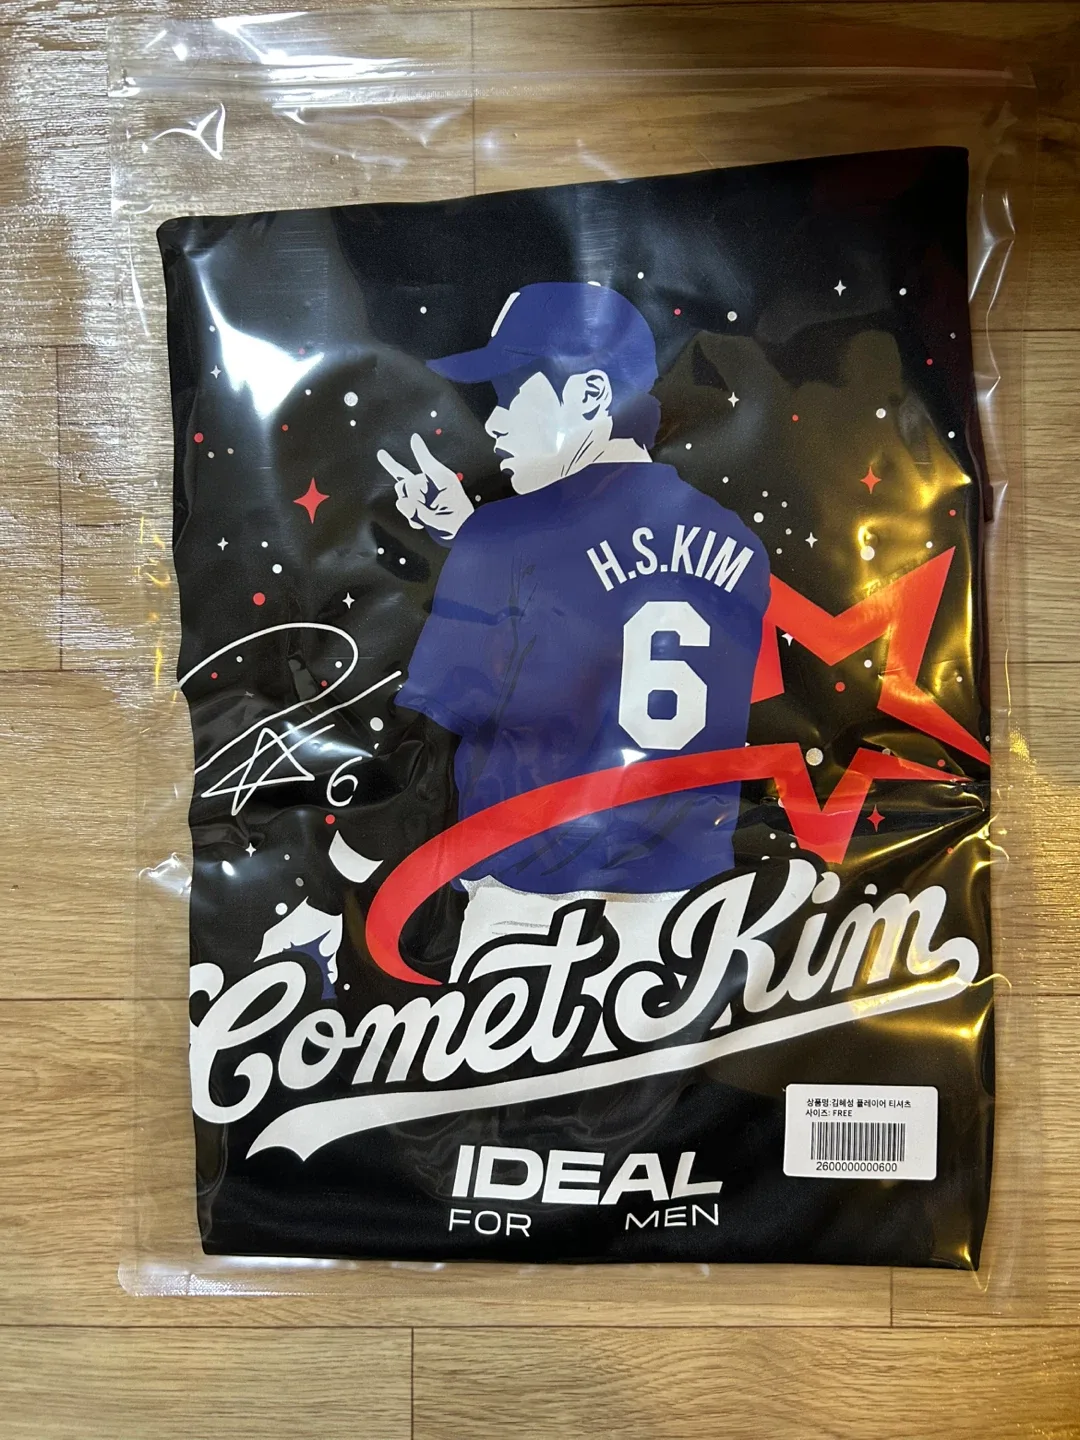 H.S.KIM
6
6
Comet Kim
상품명:김혜성 플레이어 티셔츠
사이즈: FREE
2600000000600
IDEAL
FOR MEN